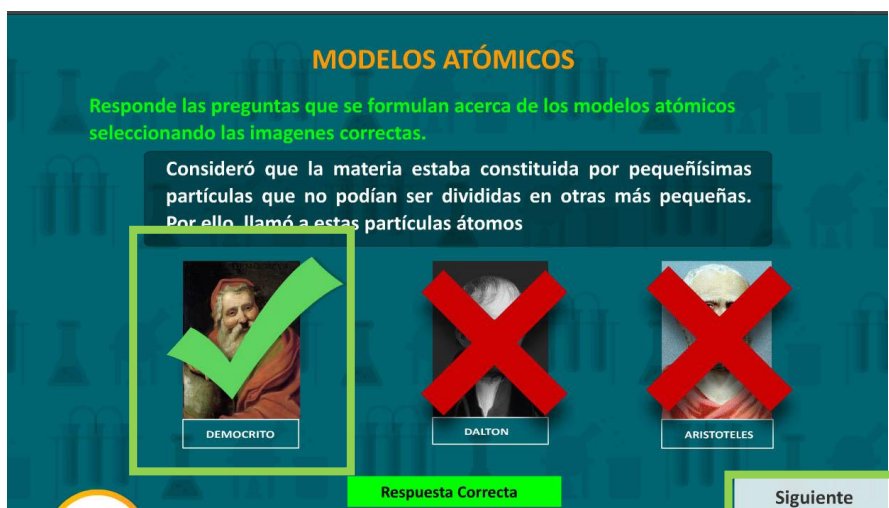 MODELOS ATÓMICOS
Responde las preguntas que se formulan acerca de los modelos atómicos
seleccionando las imagenes correctas.
Consideró que la materia estaba constituida por pequeñísimas
partículas que no podían ser divididas en otras más pequeñas.
Por ello, llamó a estas partículas átomos
DEMOCRITO
DALTON
ARISTOTELES
Respuesta Correcta
Siguiente